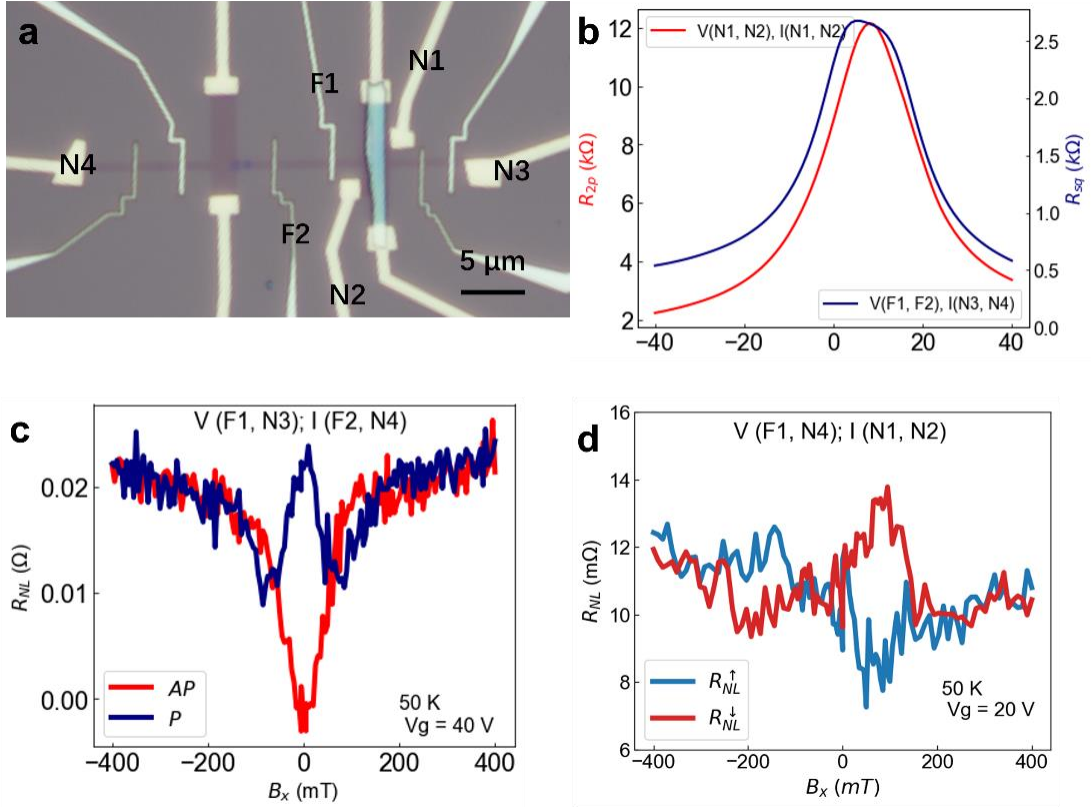 a
N1
F1
N4
N3
F2
N2
5 μm
b
V(N1, N2), I(N1, N2)
V(F1, F2), I(N3, N4)
R2p (kΩ)
12
10
8
6
4
2
Rsq (kΩ)
2.5
2.0
1.5
1.0
0.5
0.0
−40 −20 0 20 40
c
V (F1, N3); I (F2, N4)
RNL (Ω)
0.02
0.01
0.00
AP
P
50 K
Vg = 40 V
−400 −200 0 200 400
Bx (mT)
d
V (F1, N4); I (N1, N2)
RNL (mΩ)
16
14
12
10
8
6
R↑NL
R↓NL
50 K
Vg = 20 V
−400 −200 0 200 400
Bx (mT)